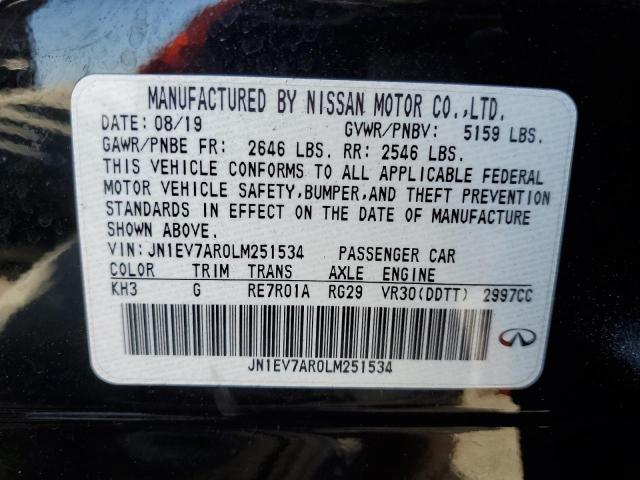 MANUFACTURED BY NISSAN MOTOR CO.,LTD.
DATE: 08/19 GVWR/PNBV: 5159 LBS.
GAWR/PNBE FR: 2646 LBS. RR: 2546 LBS.
THIS VEHICLE CONFORMS TO ALL APPLICABLE FEDERAL
MOTOR VEHICLE SAFETY,BUMPER,AND THEFT PREVENTION
STANDARDS IN EFFECT ON THE DATE OF MANUFACTURE
SHOWN ABOVE.
VIN: JN1EV7AR0LM251534 PASSENGER CAR
COLOR TRIM TRANS AXLE ENGINE
KH3 G RE7R01A RG29 VR30(DDTT) 2997CC
JN1EV7AR0LM251534